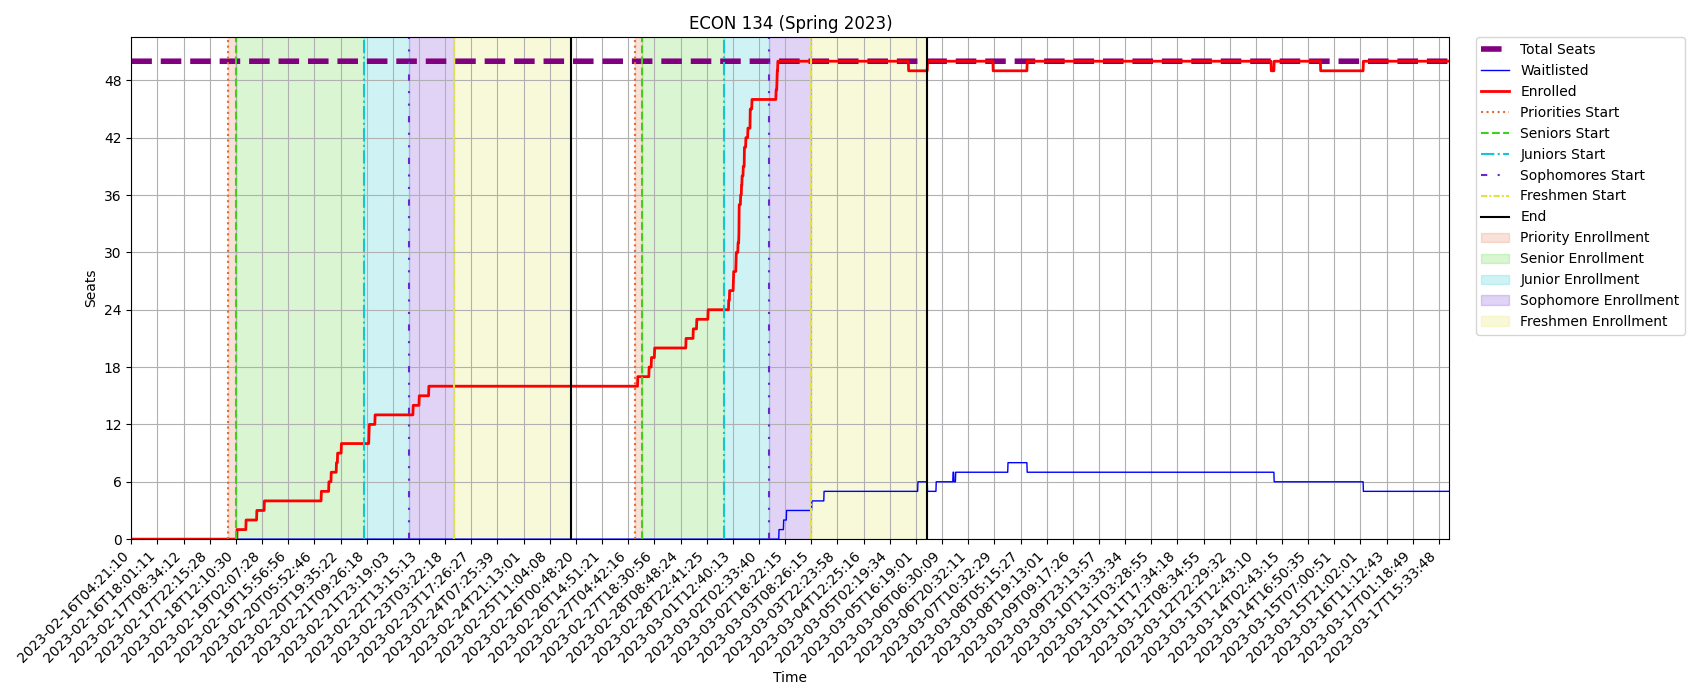 ECON 134 (Spring 2023)
Seats
48
42
36
30
24
18
12
6
0
2023-02-16T04:21:10
2023-02-16T18:01:11
2023-02-17T08:34:12
2023-02-17T22:15:28
2023-02-18T12:10:30
2023-02-19T02:07:28
2023-02-19T15:56:56
2023-02-20T05:52:46
2023-02-20T19:35:22
2023-02-21T09:26:18
2023-02-21T23:19:03
2023-02-22T13:15:13
2023-02-23T03:22:18
2023-02-23T17:26:27
2023-02-24T07:25:39
2023-02-24T21:13:01
2023-02-25T11:04:08
2023-02-26T00:48:20
2023-02-26T14:51:21
2023-02-27T04:42:16
2023-02-27T18:30:56
2023-02-28T08:48:24
2023-02-28T22:41:25
2023-03-01T12:40:13
2023-03-02T02:33:40
2023-03-02T18:22:15
2023-03-03T08:26:15
2023-03-03T22:23:58
2023-03-04T12:25:16
2023-03-05T02:19:34
2023-03-05T16:19:01
2023-03-06T06:30:09
2023-03-06T20:32:11
2023-03-07T10:32:29
2023-03-08T05:15:27
2023-03-08T19:13:01
2023-03-09T09:17:26
2023-03-09T23:13:57
2023-03-10T13:33:34
2023-03-11T03:28:55
2023-03-11T17:34:18
2023-03-12T08:34:55
2023-03-12T22:29:32
2023-03-13T12:43:10
2023-03-14T02:43:15
2023-03-14T16:50:35
2023-03-15T07:00:51
2023-03-15T21:02:01
2023-03-16T11:12:43
2023-03-17T01:18:49
2023-03-17T15:33:48
Time
Total Seats
Waitlisted
Enrolled
Priorities Start
Seniors Start
Juniors Start
Sophomores Start
Freshmen Start
End
Priority Enrollment
Senior Enrollment
Junior Enrollment
Sophomore Enrollment
Freshmen Enrollment